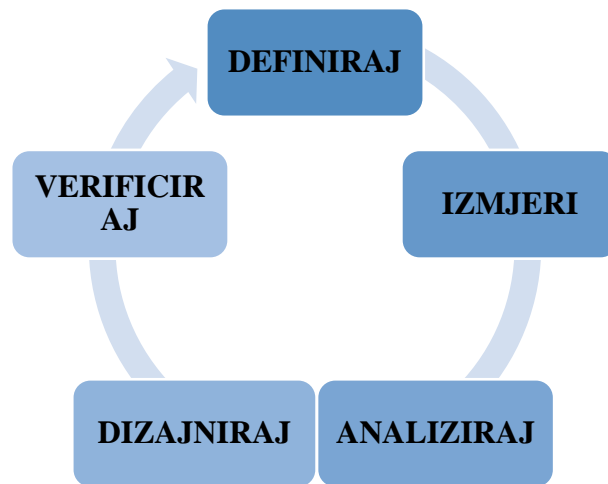 DEFINIRAJ
IZMJERI
ANALIZIRAJ
DIZAJNIRAJ
VERIFICIR
AJ